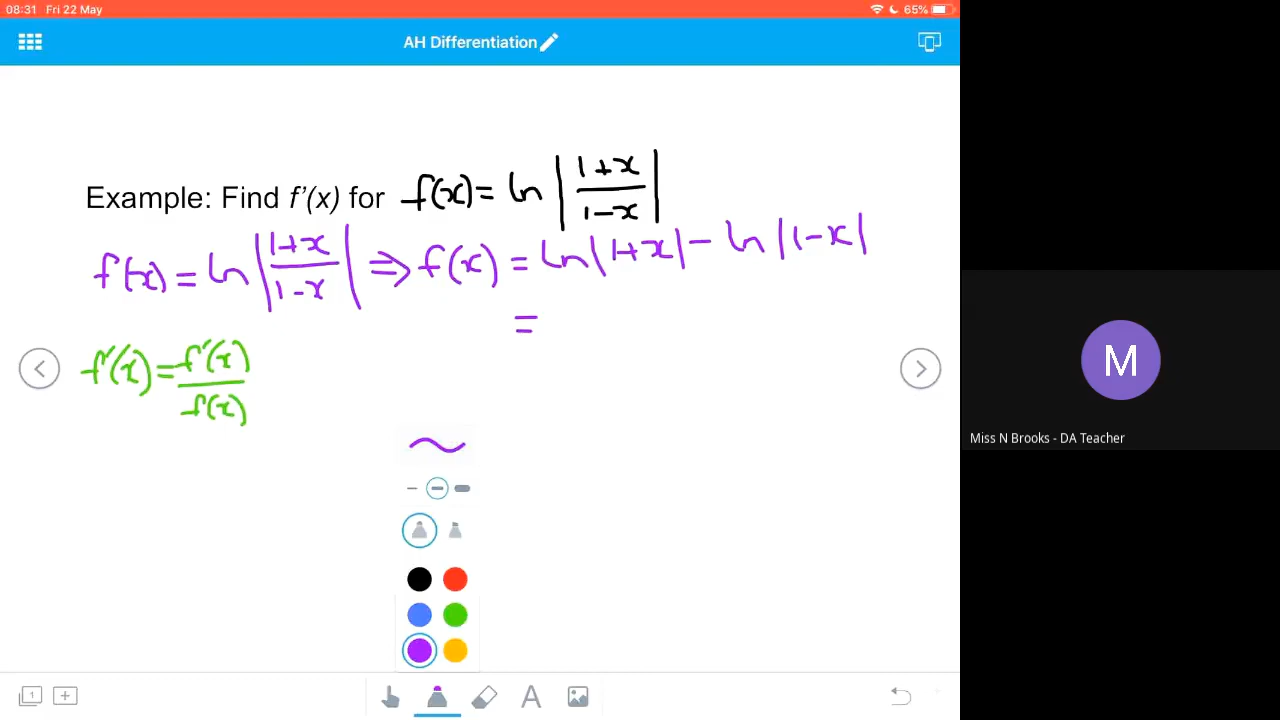 08:31 Fri 22 May 65%
AH Differentiation
Example: Find f'(x) for f(x) = ln |1+x / 1-x|
f(x) = ln |1+x / 1-x| ⇒ f(x) = ln|1+x| - ln|1-x|
=
f'(x) = f'(x) / f(x)
M
Miss N Brooks - DA Teacher
1
A